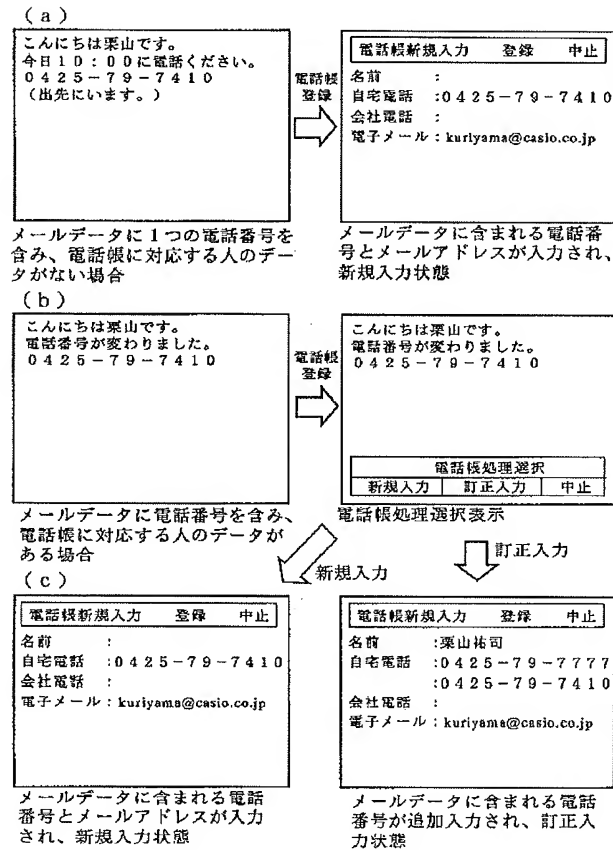 (a)
こんにちは栗山です。
今日10:00に電話ください。
0425-79-7410
(出先にいます。)
電話帳
登録
電話帳新規入力 登録 中止
名前 :
自宅電話 :0425-79-7410
会社電話 :
電子メール:kuriyama@casio.co.jp
メールデータに1つの電話番号を
含み、電話帳に対応する人のデー
タがない場合
メールデータに含まれる電話番
号とメールアドレスが入力され、
新規入力状態
(b)
こんにちは栗山です。
電話番号が変わりました。
0425-79-7410
電話帳
登録
こんにちは栗山です。
電話番号が変わりました。
0425-79-7410
電話帳処理選択
新規入力 訂正入力 中止
メールデータに電話番号を含み、
電話帳に対応する人のデータが
ある場合
電話帳処理選択表示
新規入力
訂正入力
(c)
電話帳新規入力 登録 中止
名前 :
自宅電話 :0425-79-7410
会社電話 :
電子メール:kuriyama@casio.co.jp
メールデータに含まれる電話
番号とメールアドレスが入力
され、新規入力状態
電話帳新規入力 登録 中止
名前 :栗山祐司
自宅電話 :0425-79-7777
:0425-79-7410
会社電話 :
電子メール:kuriyama@casio.co.jp
メールデータに含まれる電話
番号が追加入力され、訂正入
力状態